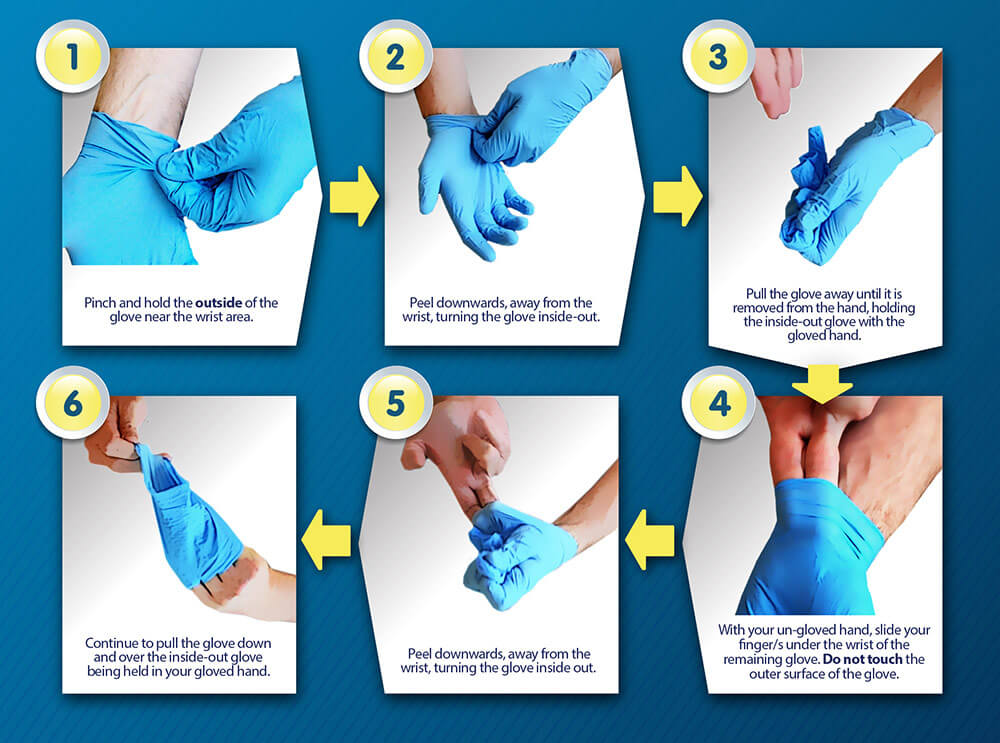 1
Pinch and hold the outside of the
glove near the wrist area.
2
Peel downwards, away from the
wrist, turning the glove inside-out.
3
Pull the glove away until it is
removed from the hand, holding
the inside-out glove with the
gloved hand.
4
With your un-gloved hand, slide your
finger/s under the wrist of the
remaining glove. Do not touch the
outer surface of the glove.
5
Peel downwards, away from the
wrist, turning the glove inside out.
6
Continue to pull the glove down
and over the inside-out glove
being held in your gloved hand.